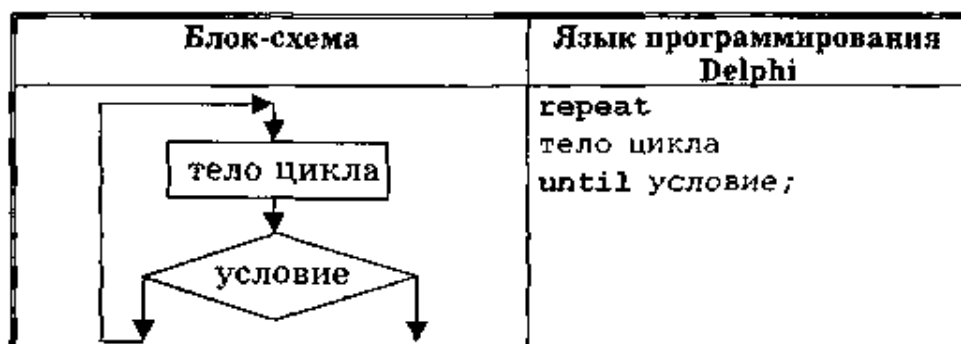 Блок-схема
Язык программирования
Delphi
тело цикла
условие
repeat
тело цикла
until условие;